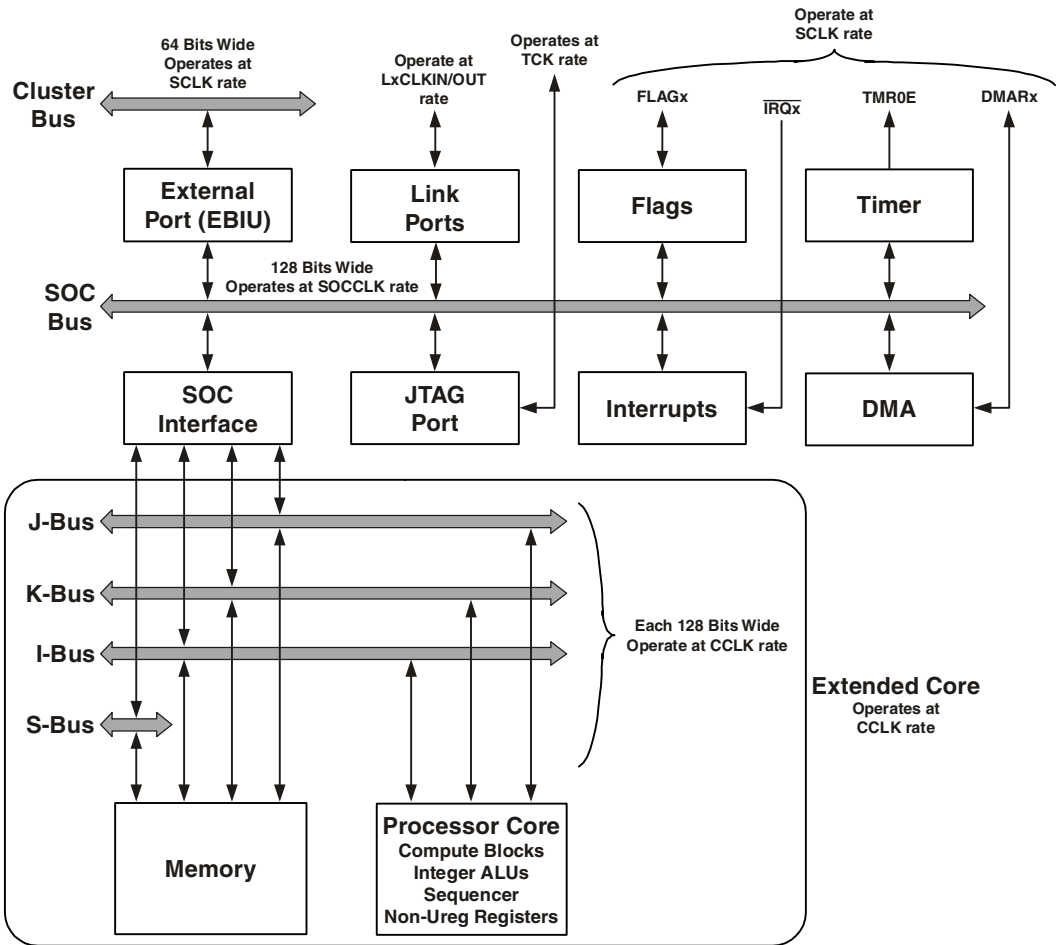 64 Bits Wide
Operates at
SCLK rate
Operate at
LxCLKIN/OUT
rate
Operates at
TCK rate
Operate at
SCLK rate
Cluster
Bus
FLAGx
IRQx
TMR0E
DMARx
External
Port (EBIU)
Link
Ports
Flags
Timer
128 Bits Wide
Operates at SOCCLK rate
SOC
Bus
SOC
Interface
JTAG
Port
Interrupts
DMA
J-Bus
K-Bus
I-Bus
S-Bus
Each 128 Bits Wide
Operate at CCLK rate
Extended Core
Operates at
CCLK rate
Memory
Processor Core
Compute Blocks
Integer ALUs
Sequencer
Non-Ureg Registers